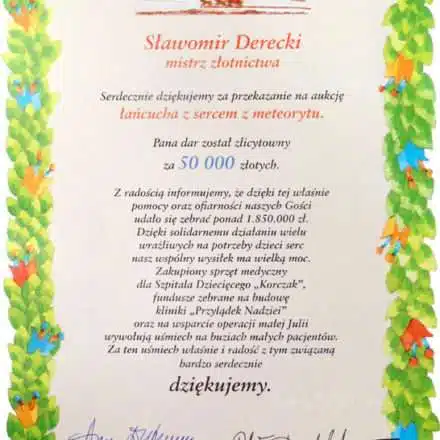 Sławomir Derecki
mistrz złotnictwa
Serdecznie dziękujemy za przekazanie na aukcję
łańcucha z sercem z meteorytu.
Pana dar został zlicytowny
za 50 000 złotych.
Z radością informujemy, że dzięki tej właśnie
pomocy oraz ofiarności naszych Gości
udało się zebrać ponad 1.850.000 zł.
Dzięki solidarnemu działaniu wielu
wrażliwych na potrzeby dzieci serc
nasz wspólny wysiłek ma wielką moc.
Zakupiony sprzęt medyczny
dla Szpitala Dziecięcego „Korczak”,
fundusze zebrane na budowę
kliniki „Przylądek Nadziei”
oraz na wsparcie operacji małej Julii
wywołują uśmiech na buziach małych pacjentów.
Za ten uśmiech właśnie i radość z tym związaną
bardzo serdecznie
dziękujemy.